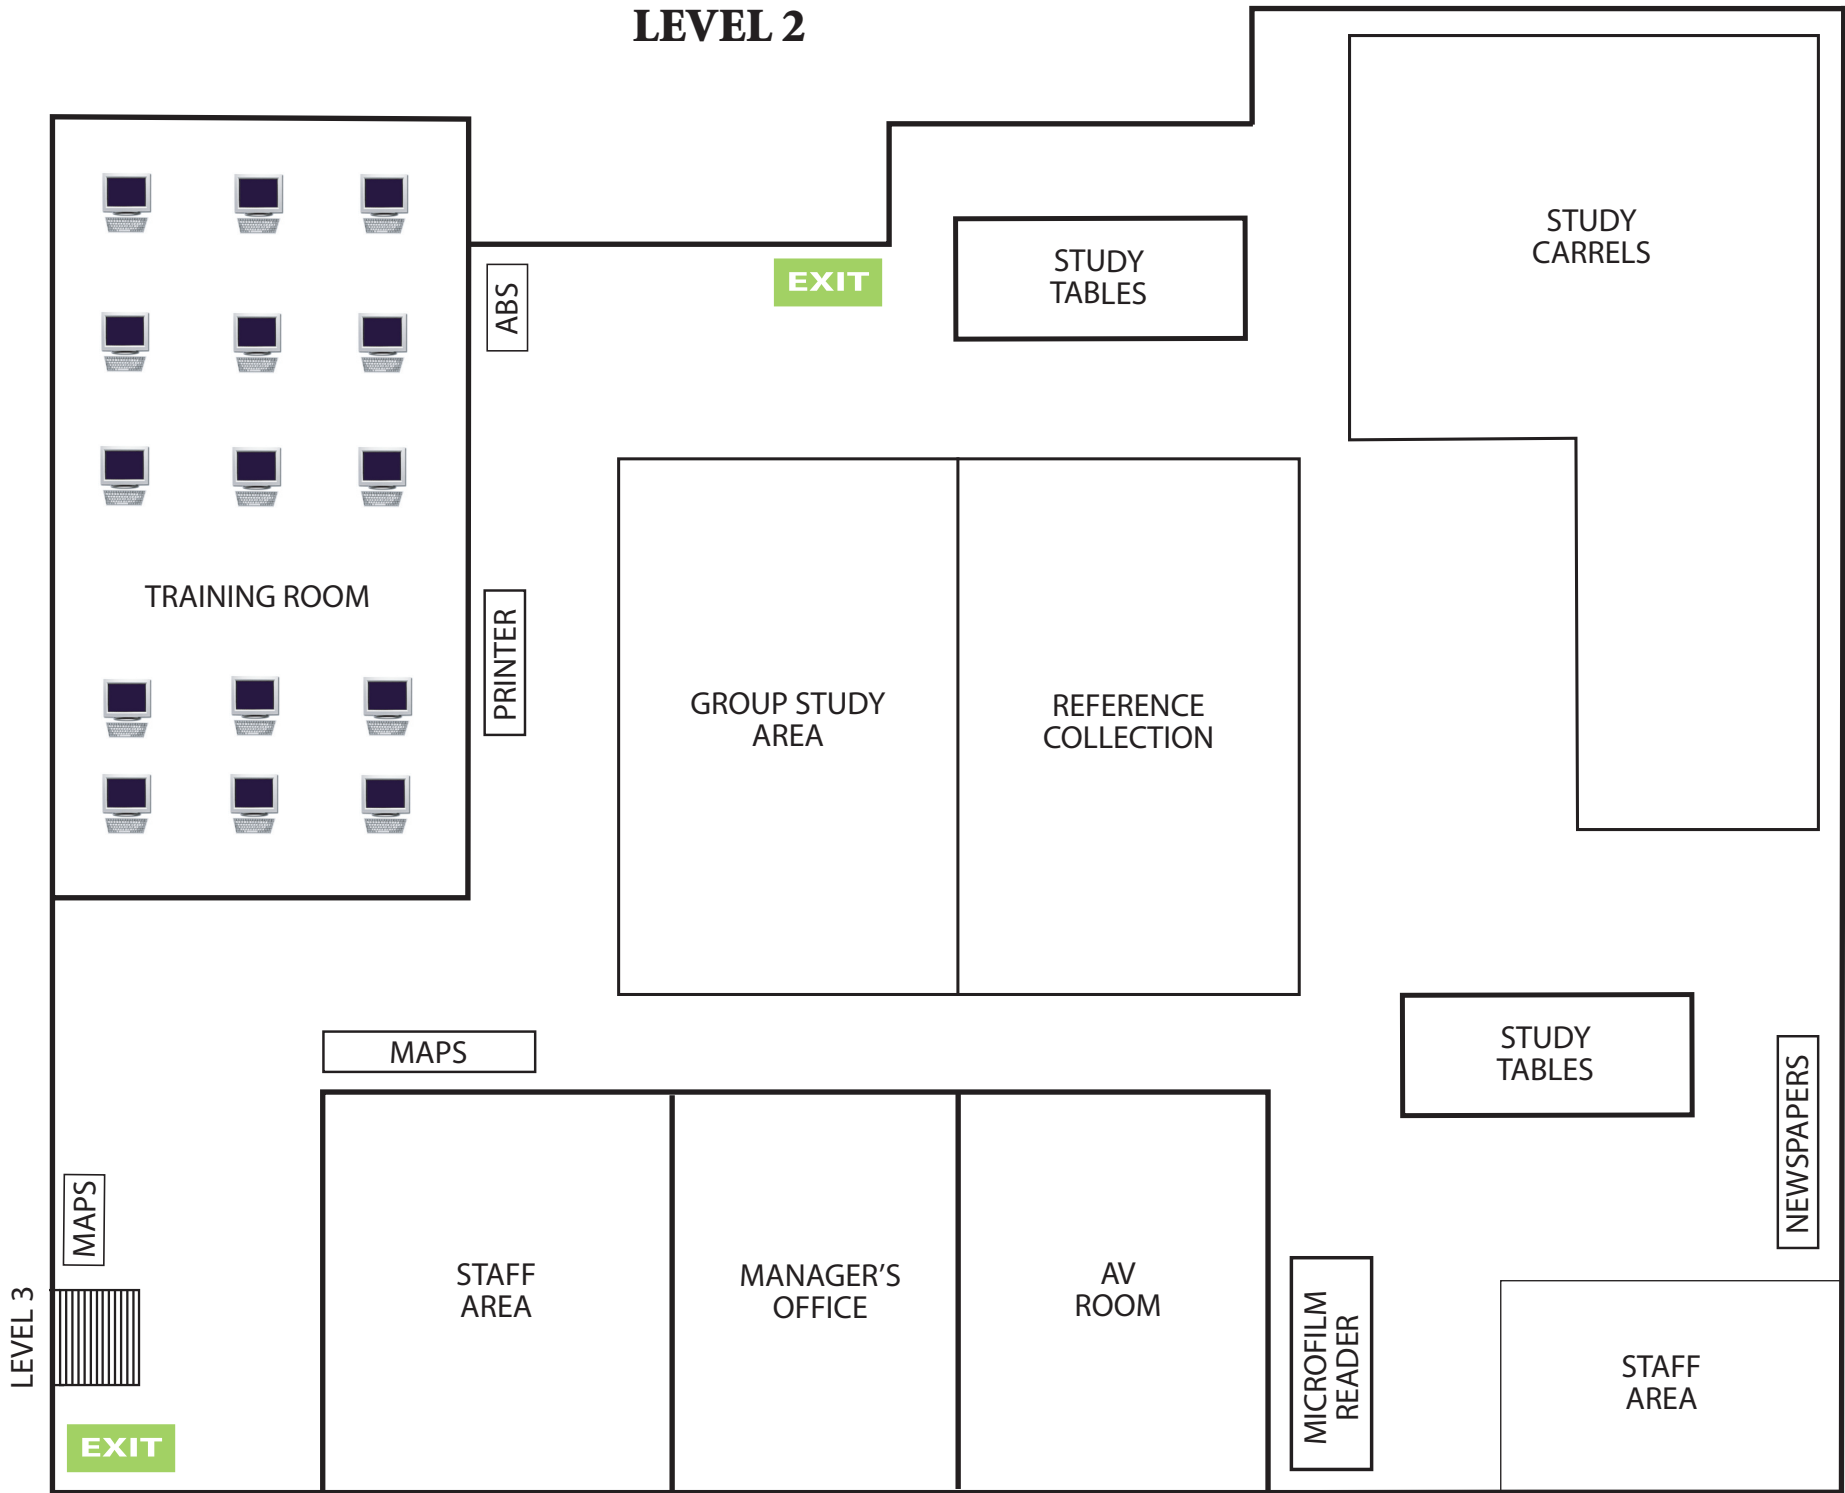 LEVEL 2
STUDY
CARRELS
STUDY
TABLES
EXIT
ABS
TRAINING ROOM
PRINTER
GROUP STUDY
AREA
REFERENCE
COLLECTION
MAPS
STUDY
TABLES
NEWSPAPERS
MAPS
LEVEL 3
STAFF
AREA
MANAGER'S
OFFICE
AV
ROOM
MICROFILM
READER
STAFF
AREA
EXIT